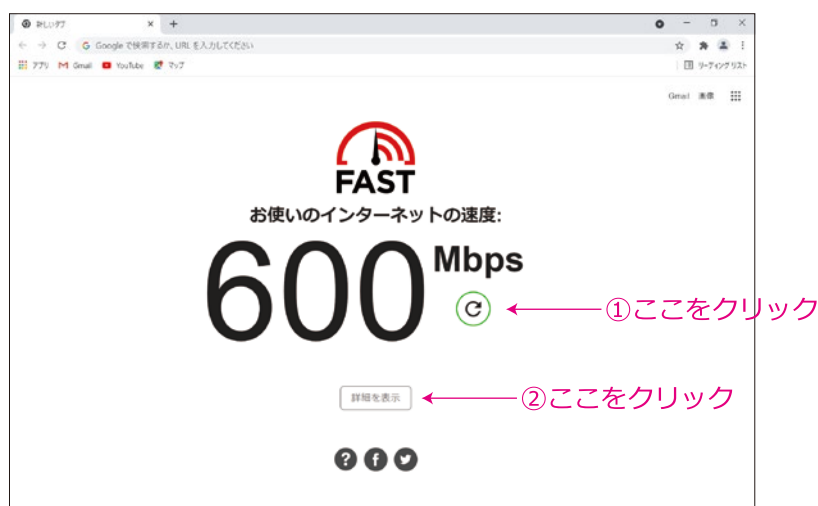 新しいタブ
Google で検索するか、URL を入力してください
アプリ Gmail YouTube マップ
リーディング リスト
Gmail 画像
FAST
お使いのインターネットの速度:
600 Mbps
①ここをクリック
詳細を表示
②ここをクリック